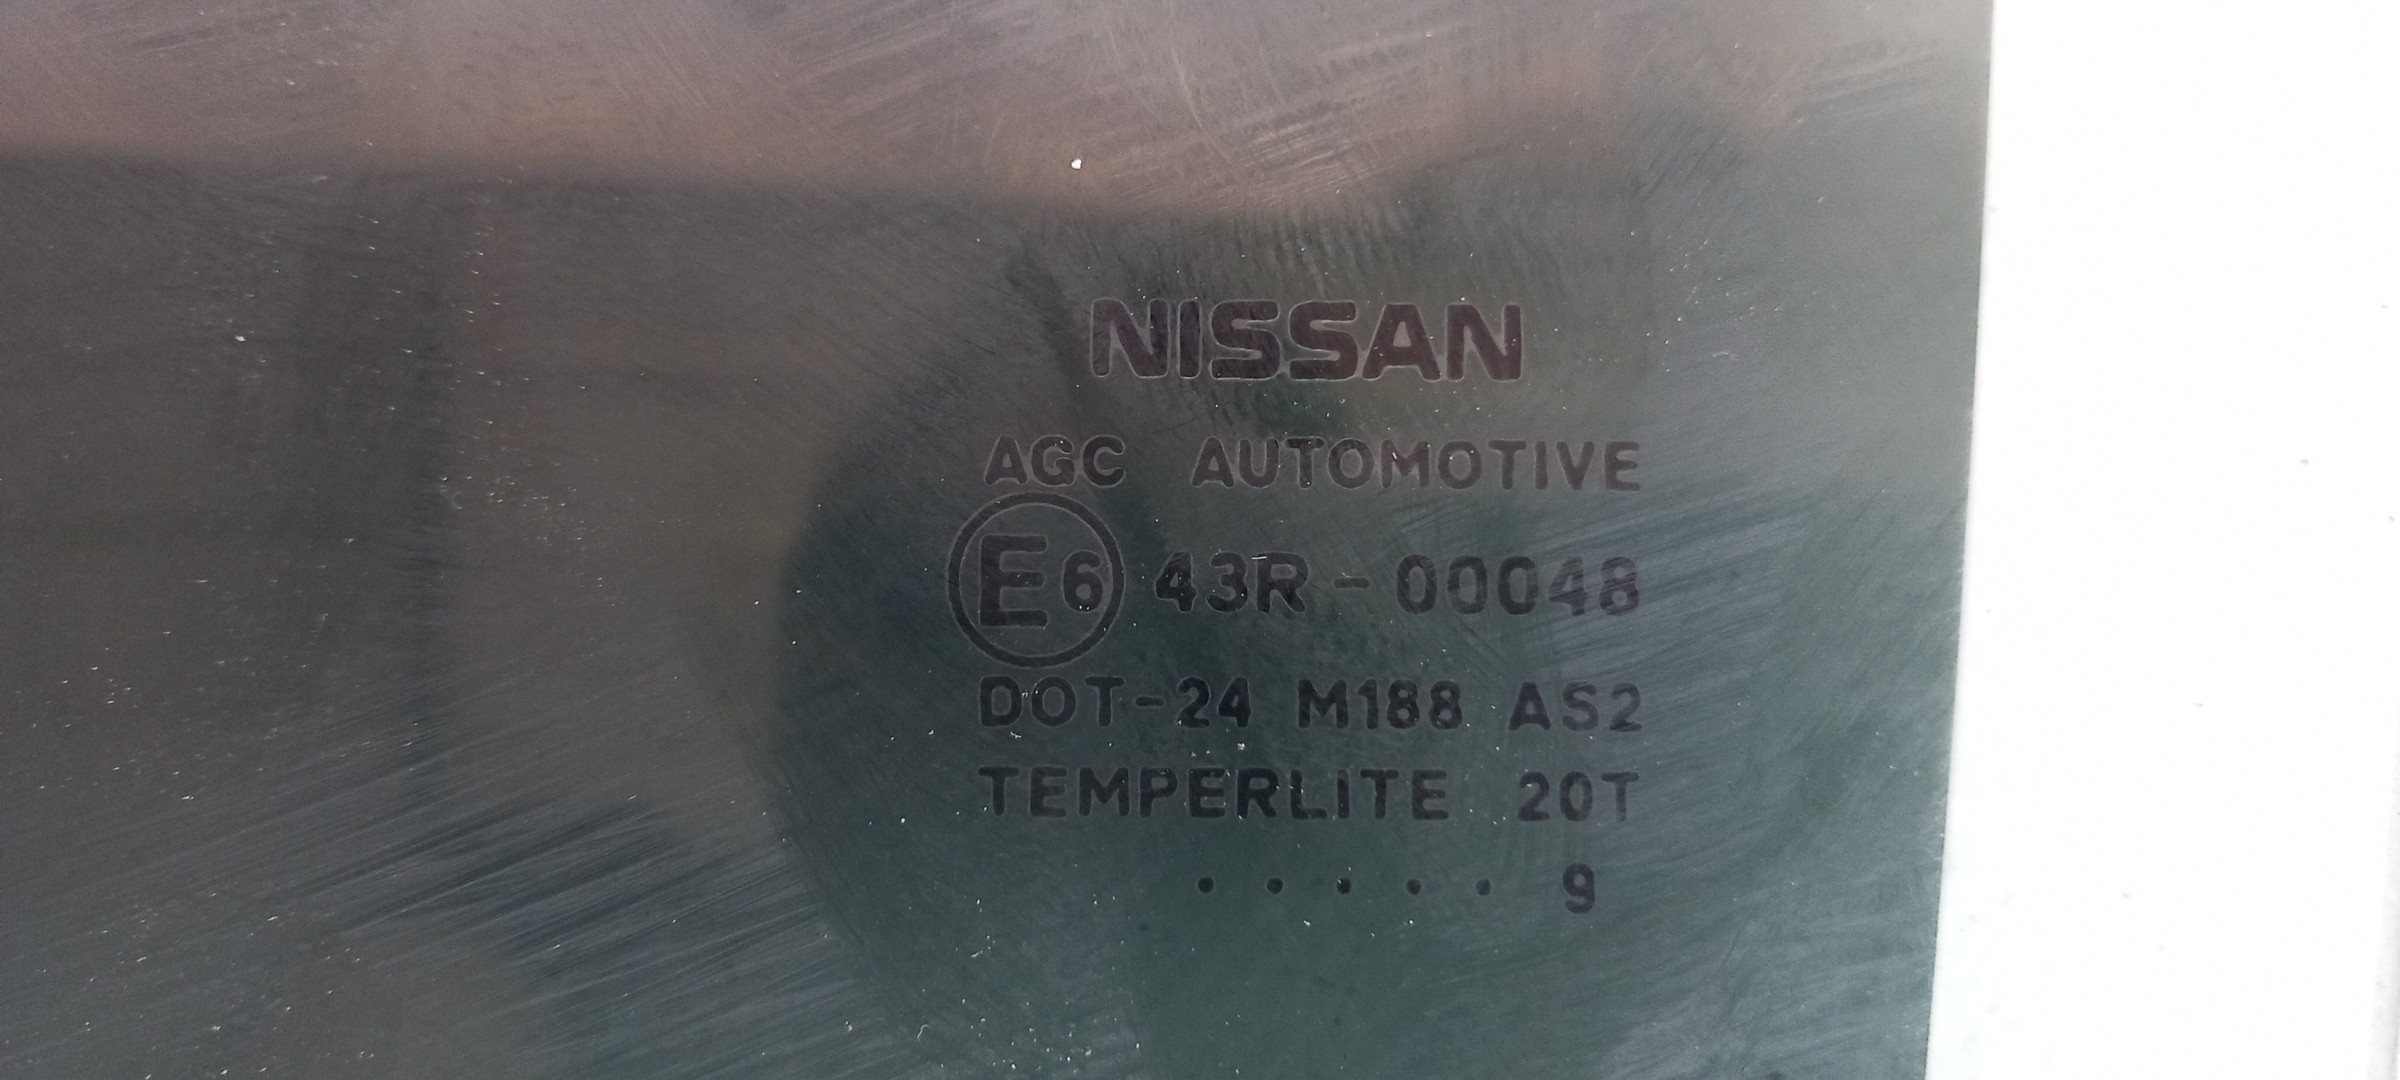 NISSAN
AGC AUTOMOTIVE
E6 43R-00048
DOT-24 M188 AS2
TEMPERLITE 20T
. . . . . 9